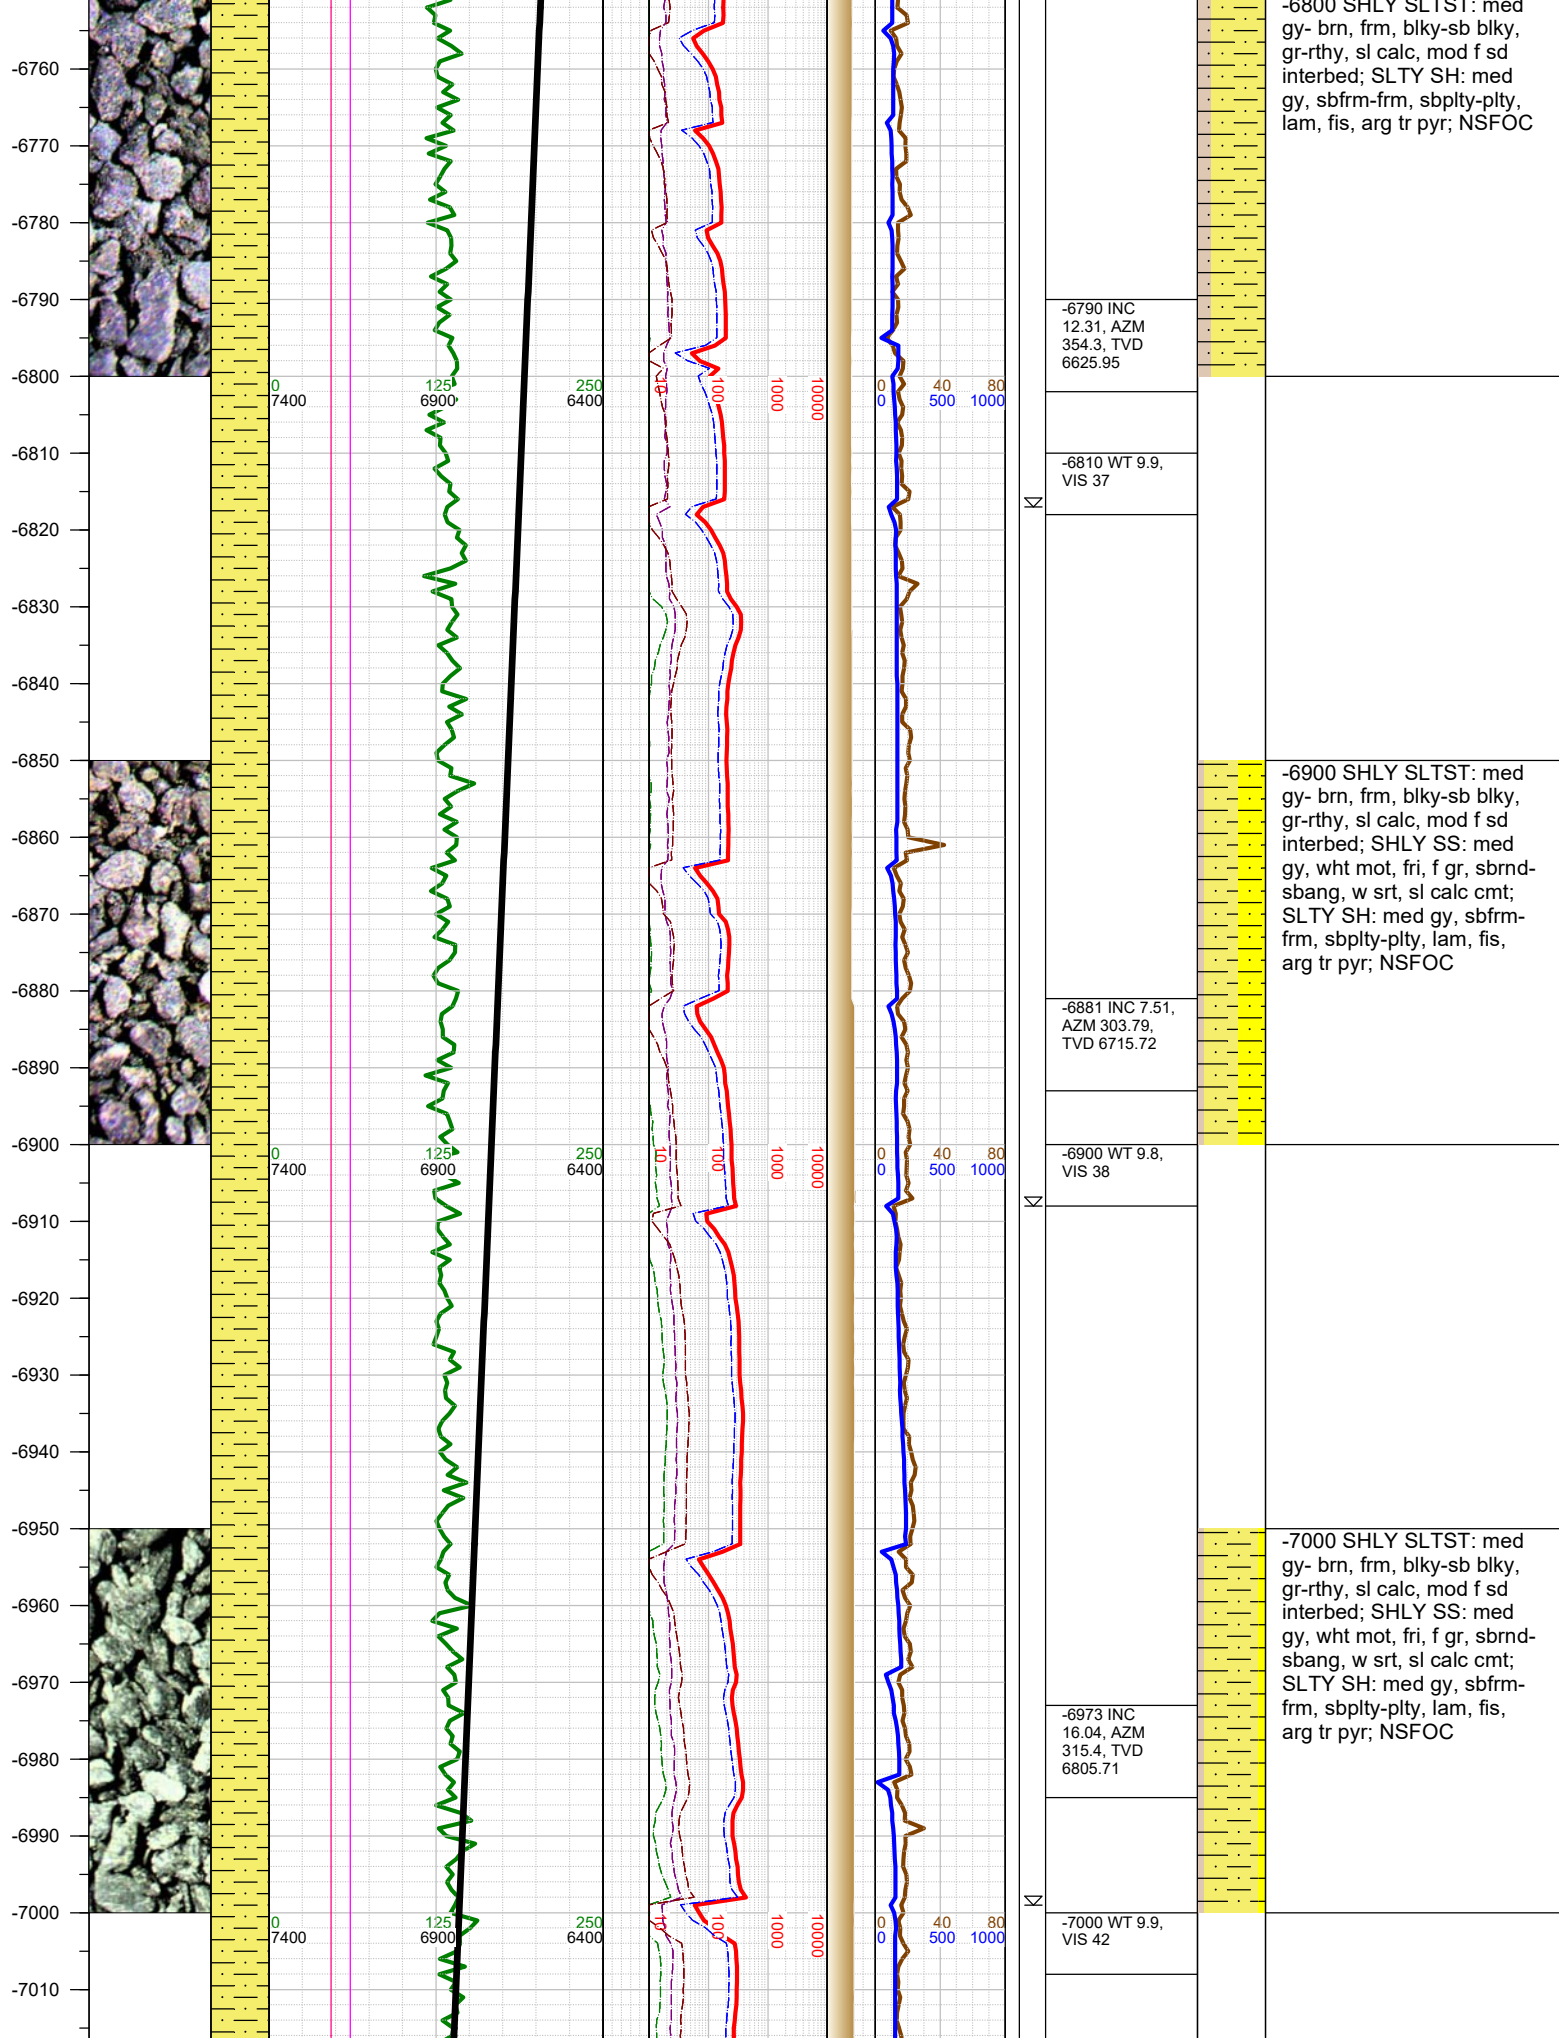 -6800 SHLY SLTST: med
gy- brn, frm, blky-sb blky,
gr-rthy, sl calc, mod f sd
interbed; SLTY SH: med
gy, sbfrm-frm, sbplty-plty,
lam, fis, arg tr pyr; NSFOC
-6760
-6770
-6780
-6790
-6790 INC
12.31, AZM
354.3, TVD
6625.95
-6800
0 125 250 10 100 1000 10000 0 40 80
7400 6900 6400 0 500 1000
-6810
-6810 WT 9.9,
VIS 37
-6820
-6830
-6840
-6850
-6900 SHLY SLTST: med
gy- brn, frm, blky-sb blky,
gr-rthy, sl calc, mod f sd
interbed; SHLY SS: med
gy, wht mot, fri, f gr, sbrnd-
sbang, w srt, sl calc cmt;
SLTY SH: med gy, sbfrm-
frm, sbplty-plty, lam, fis,
arg tr pyr; NSFOC
-6860
-6870
-6880
-6881 INC 7.51,
AZM 303.79,
TVD 6715.72
-6890
-6900
0 125 250 10 100 1000 10000 0 40 80
7400 6900 6400 0 500 1000
-6900 WT 9.8,
VIS 38
-6910
-6920
-6930
-6940
-6950
-7000 SHLY SLTST: med
gy- brn, frm, blky-sb blky,
gr-rthy, sl calc, mod f sd
interbed; SHLY SS: med
gy, wht mot, fri, f gr, sbrnd-
sbang, w srt, sl calc cmt;
SLTY SH: med gy, sbfrm-
frm, sbplty-plty, lam, fis,
arg tr pyr; NSFOC
-6960
-6970
-6973 INC
16.04, AZM
315.4, TVD
6805.71
-6980
-6990
-7000
0 125 250 10 100 1000 10000 0 40 80
7400 6900 6400 0 500 1000
-7000 WT 9.9,
VIS 42
-7010